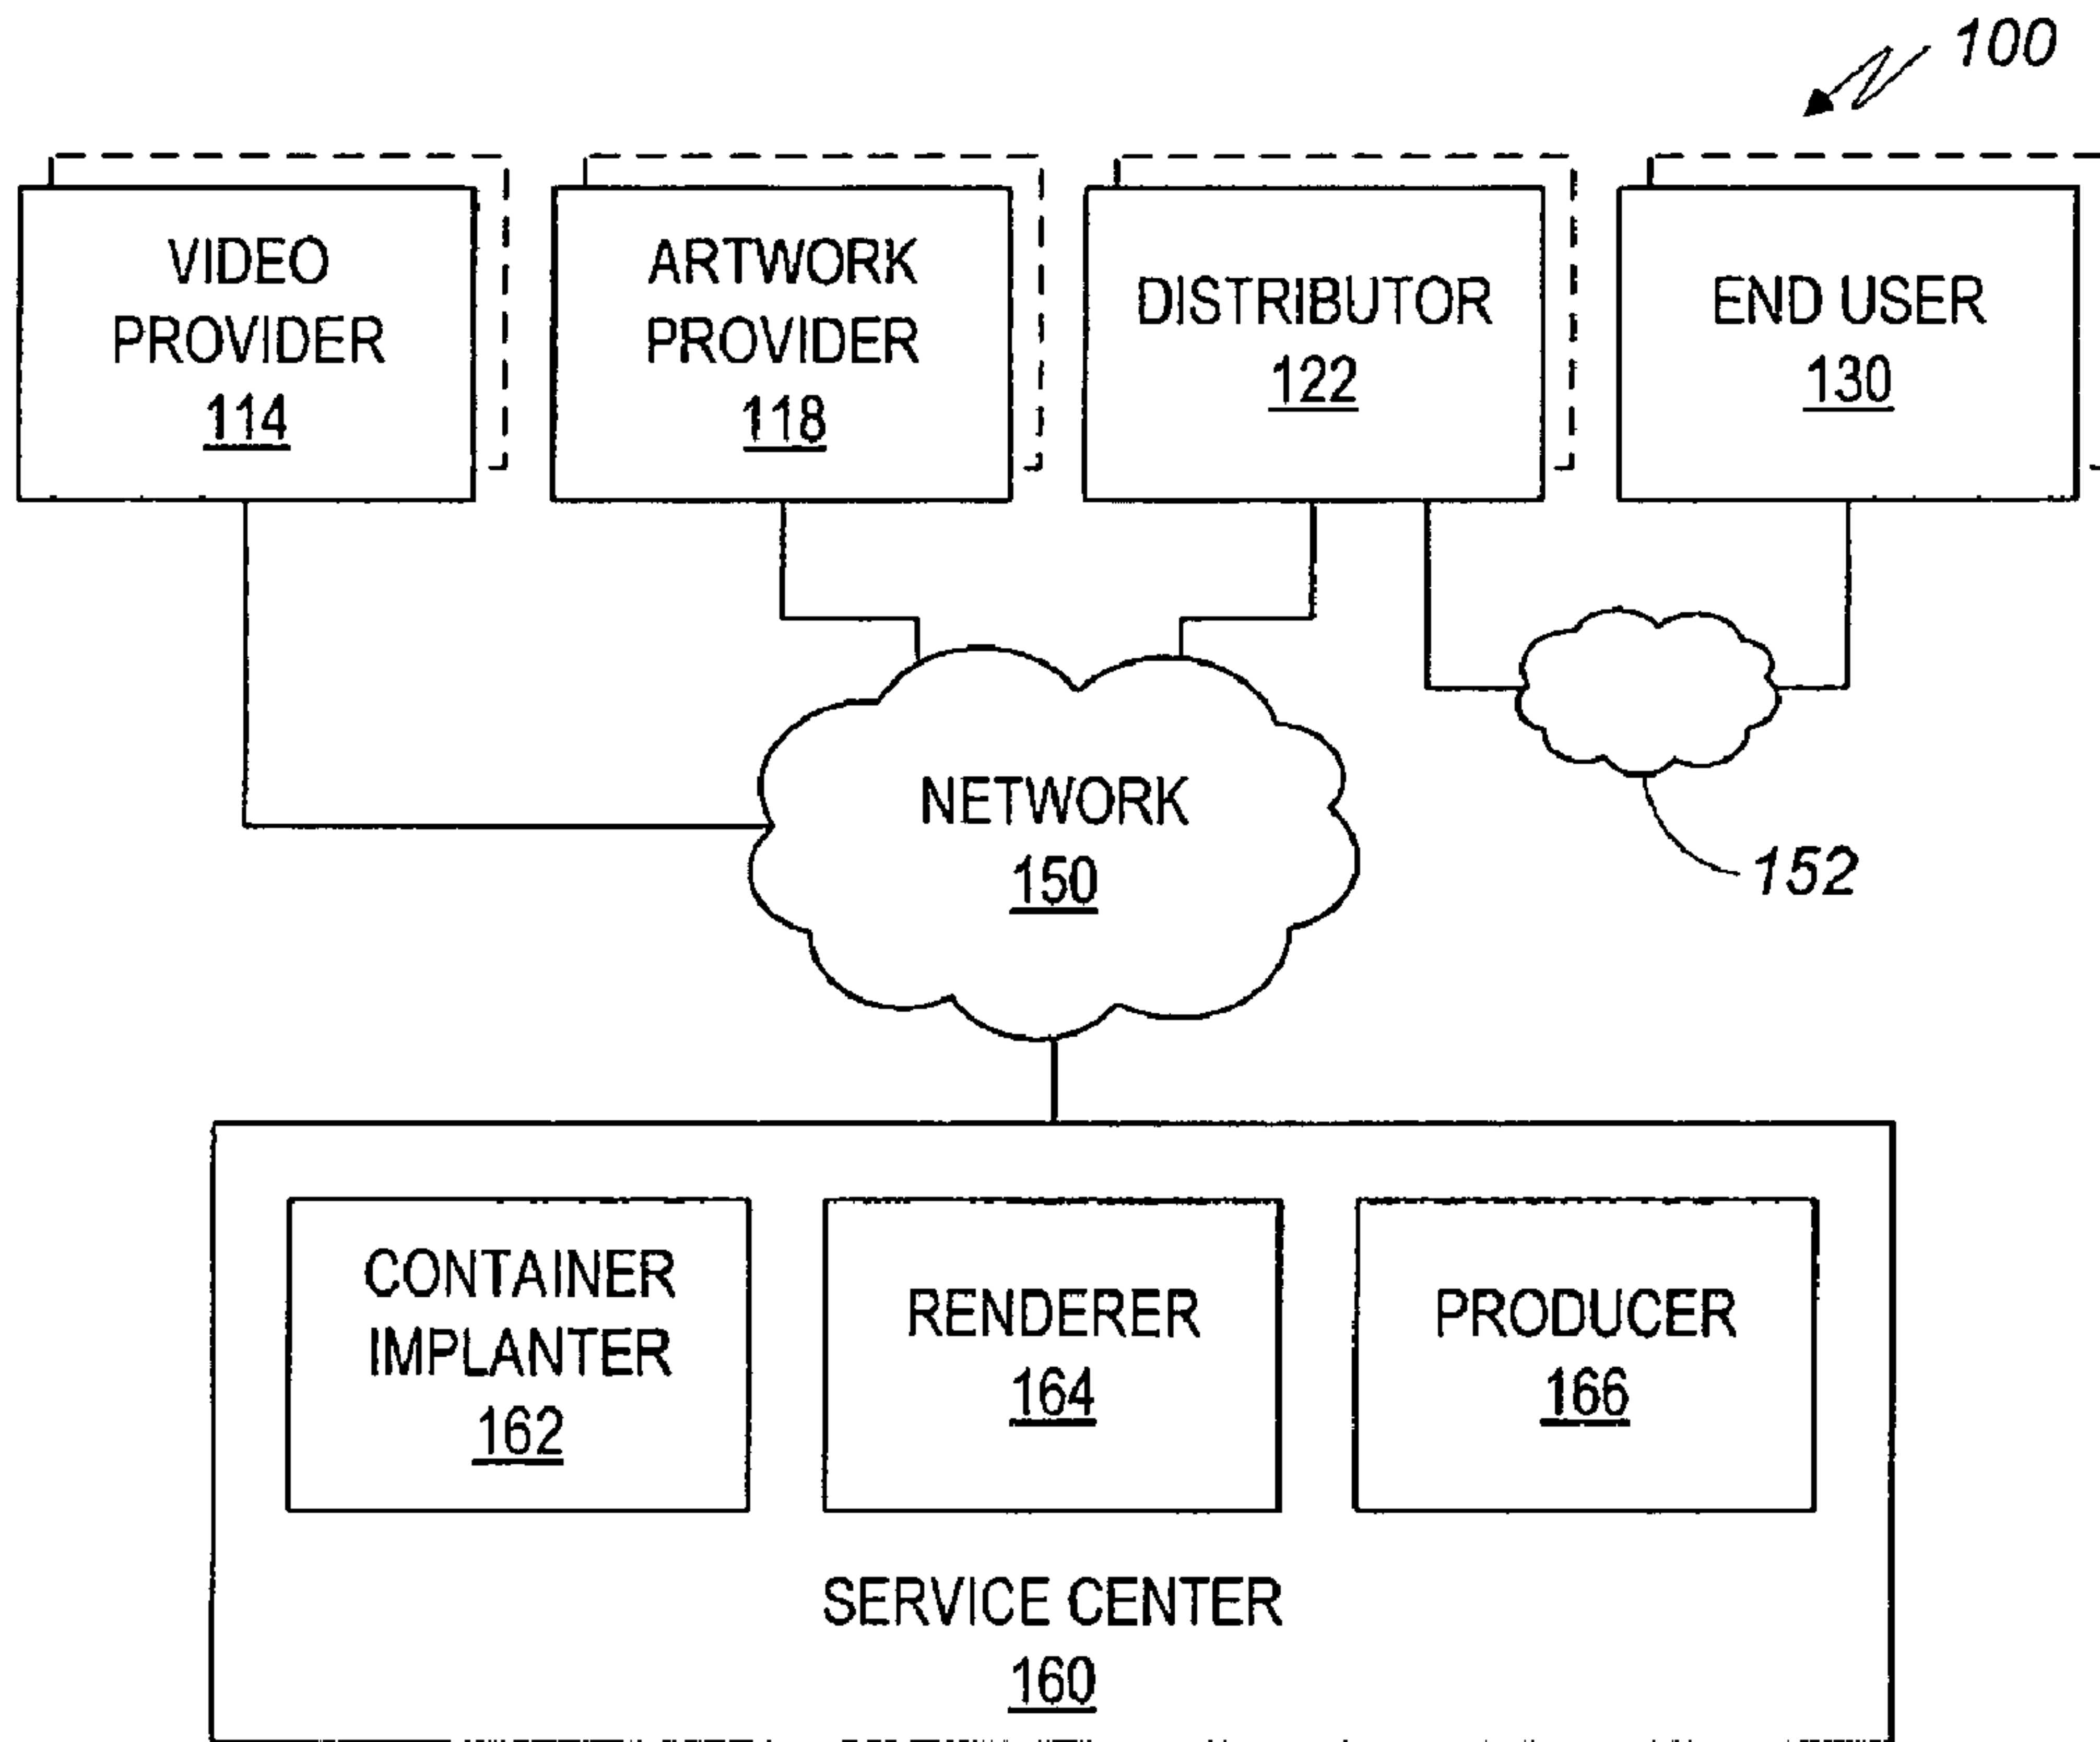 100
VIDEO
PROVIDER
114
ARTWORK
PROVIDER
118
DISTRIBUTOR
122
END USER
130
NETWORK
150
152
CONTAINER
IMPLANTER
162
RENDERER
164
PRODUCER
166
SERVICE CENTER
160